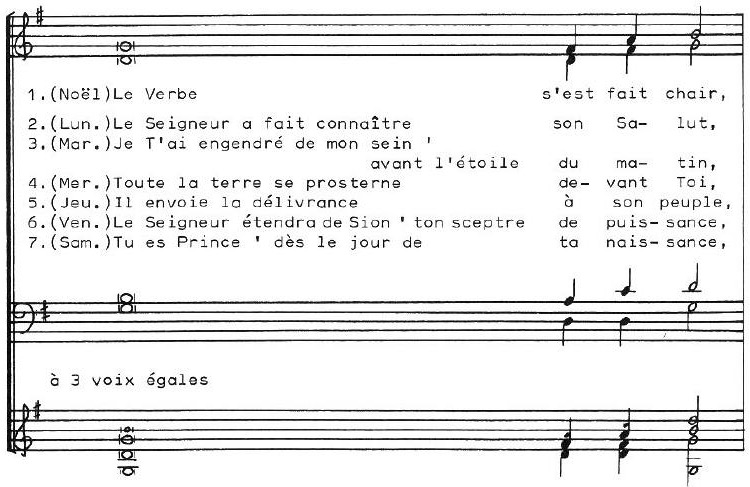 1.(Noël)Le Verbe s'est fait chair,
2.(Lun.)Le Seigneur a fait connaître son Sa- lut,
3.(Mar.)Je T'ai engendré de mon sein '
avant l'étoile du ma- tin,
4.(Mer.)Toute la terre se prosterne de- vant Toi,
5.(Jeu.)Il envoie la délivrance à son peuple,
6.(Ven.)Le Seigneur étendra de Sion ' ton sceptre de puis- sance,
7.(Sam.)Tu es Prince ' dès le jour de ta nais- sance,
à 3 voix égales